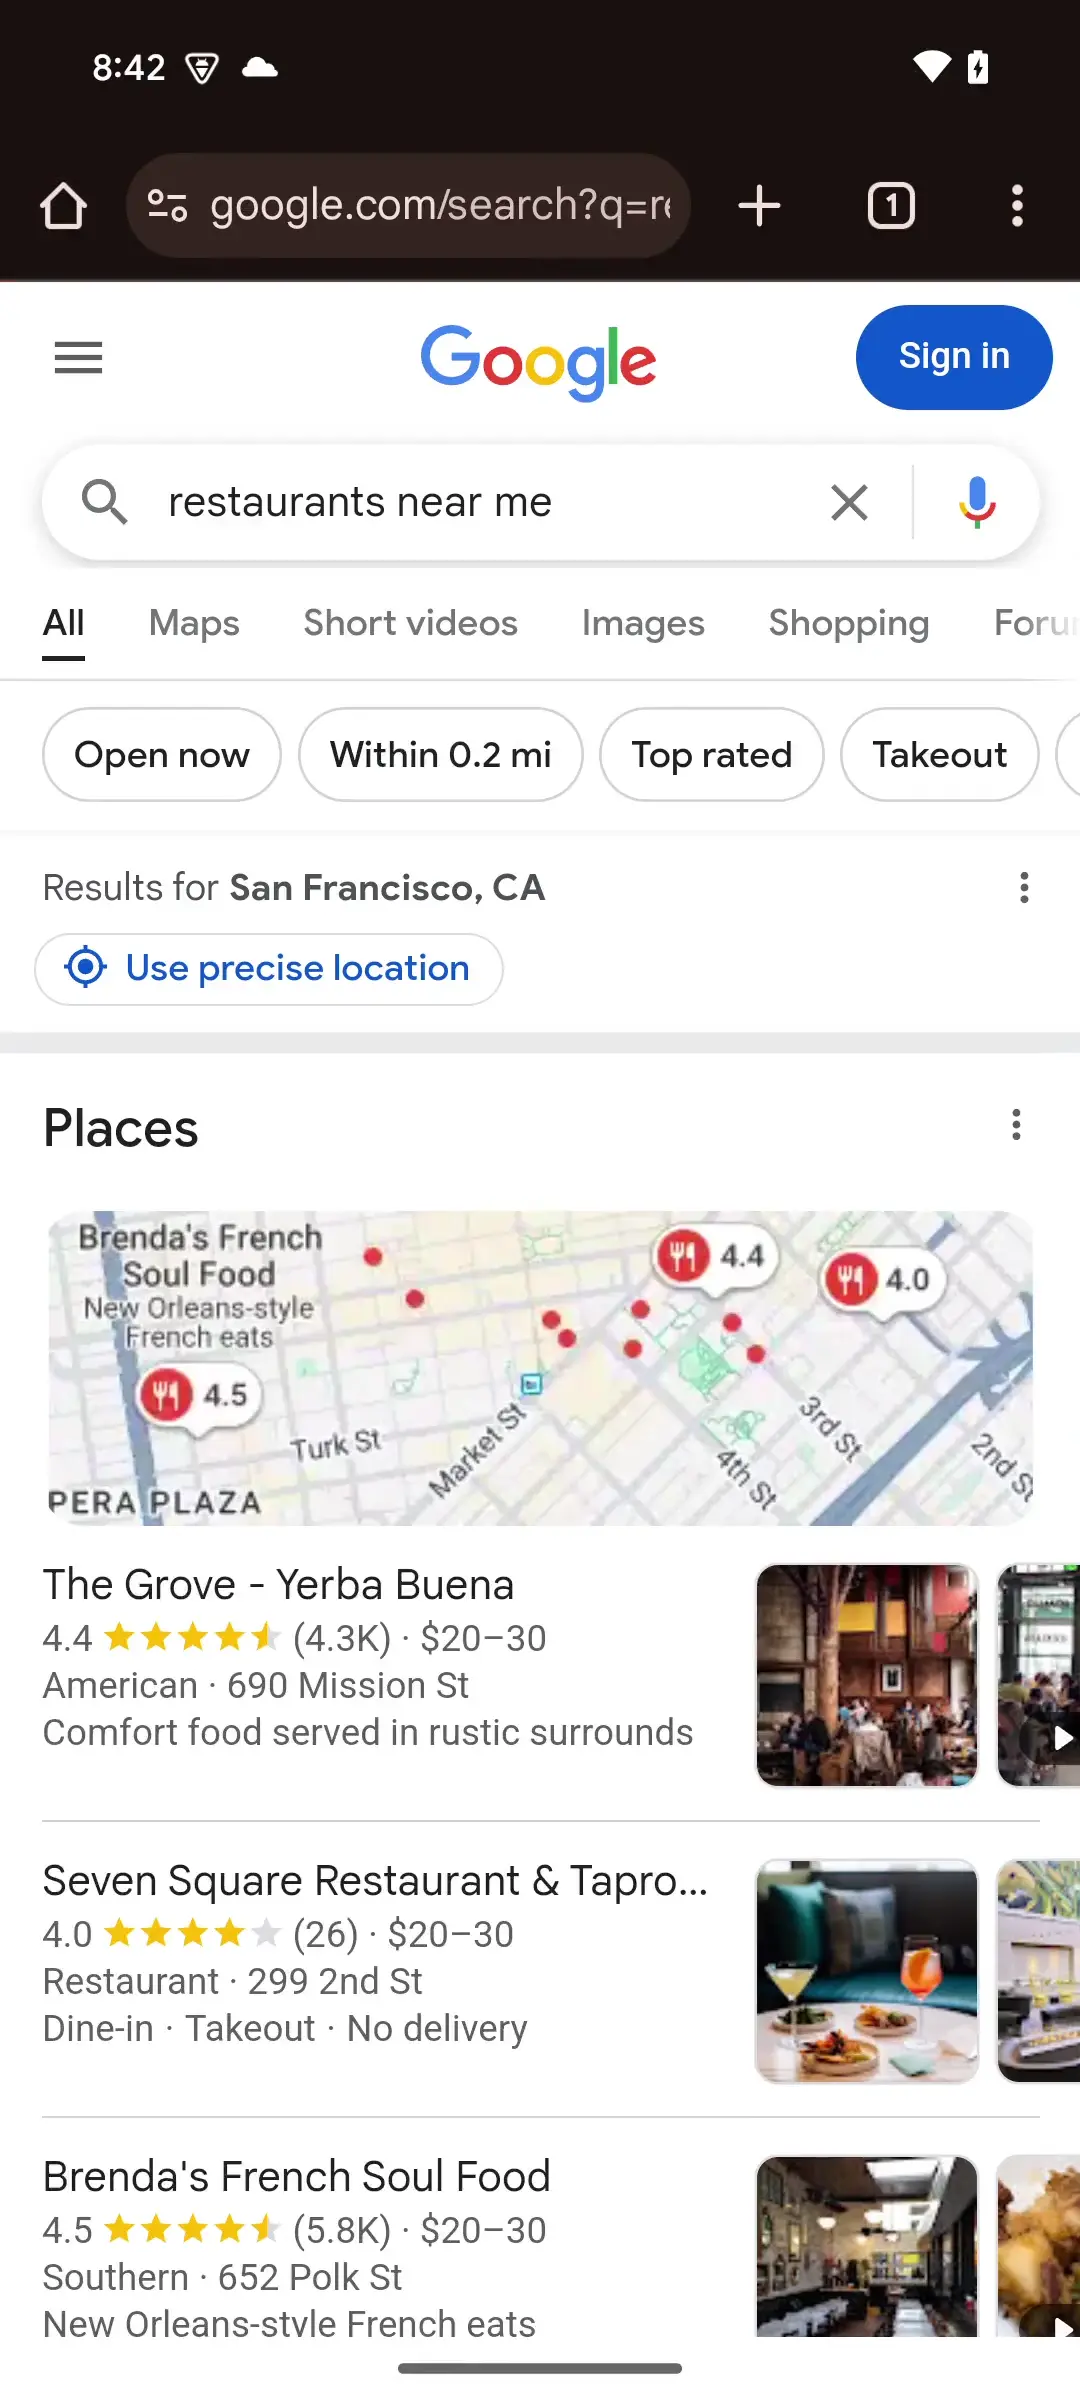 8:42
google.com/search?q=re
1
Google
Sign in
restaurants near me
All Maps Short videos Images Shopping Foru
Open now Within 0.2 mi Top rated Takeout
Results for San Francisco, CA
Use precise location
Places
Brenda's French
Soul Food
New Orleans-style
French eats
4.5
4.4
4.0
Turk St
Market St
3rd St
4th St
2nd St
PERA PLAZA
The Grove - Yerba Buena
4.4 (4.3K) · $20–30
American · 690 Mission St
Comfort food served in rustic surrounds
Seven Square Restaurant & Tapro...
4.0 (26) · $20–30
Restaurant · 299 2nd St
Dine-in · Takeout · No delivery
Brenda's French Soul Food
4.5 (5.8K) · $20–30
Southern · 652 Polk St
New Orleans-style French eats